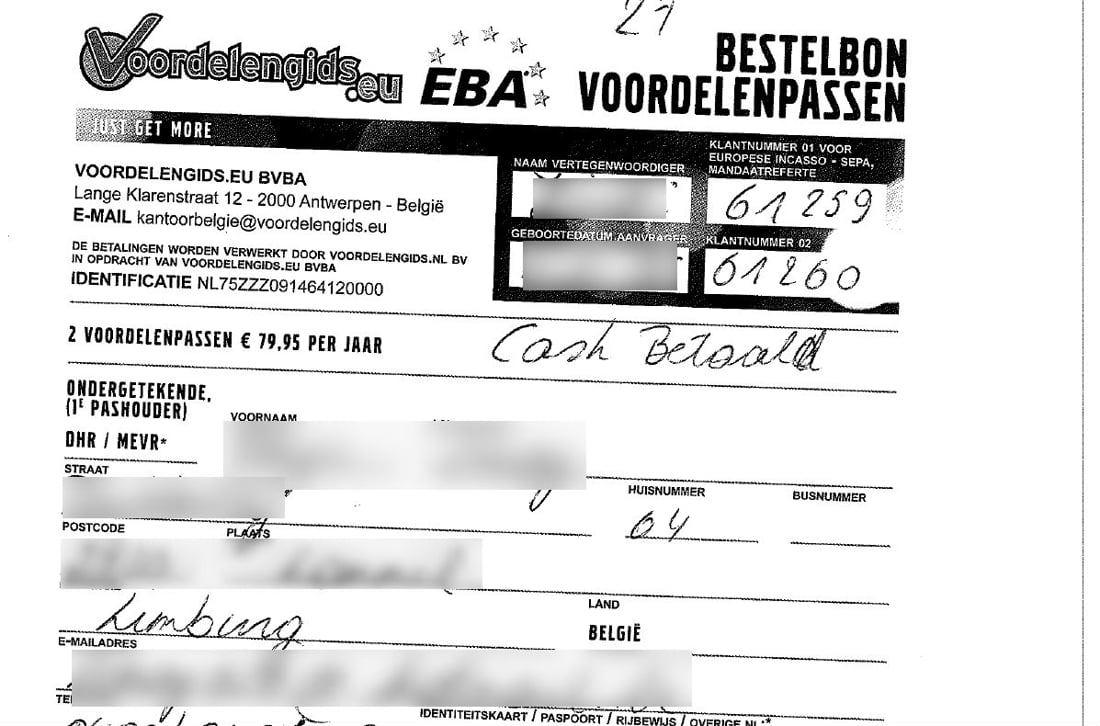 21
Voordelengids.eu
EBA
BESTELBON
VOORDELENPASSEN
JUST GET MORE
VOORDELENGIDS.EU BVBA
Lange Klarenstraat 12 - 2000 Antwerpen - België
E-MAIL kantoorbelgie@voordelengids.eu
DE BETALINGEN WORDEN VERWERKT DOOR VOORDELENGIDS.NL BV
IN OPDRACHT VAN VOORDELENGIDS.EU BVBA
IDENTIFICATIE NL75ZZZ091464120000
NAAM VERTEGENWOORDIGER
KLANTNUMMER 01 VOOR
EUROPESE INCASSO - SEPA,
MANDAATREFERTE
61259
GEBOORTEDATUM AANVRAGER
KLANTNUMMER 02
61260
2 VOORDELENPASSEN € 79,95 PER JAAR
Cash Betaald
ONDERGETEKENDE,
(1E PASHOUDER)
DHR / MEVR*
VOORNAAM
STRAAT
HUISNUMMER
BUSNUMMER
64
POSTCODE
PLAATS
Limburg
LAND
BELGIË
E-MAILADRES
IDENTITEITSKAART / PASPOORT / RIJBEWIJS / OVERIGE NL:*